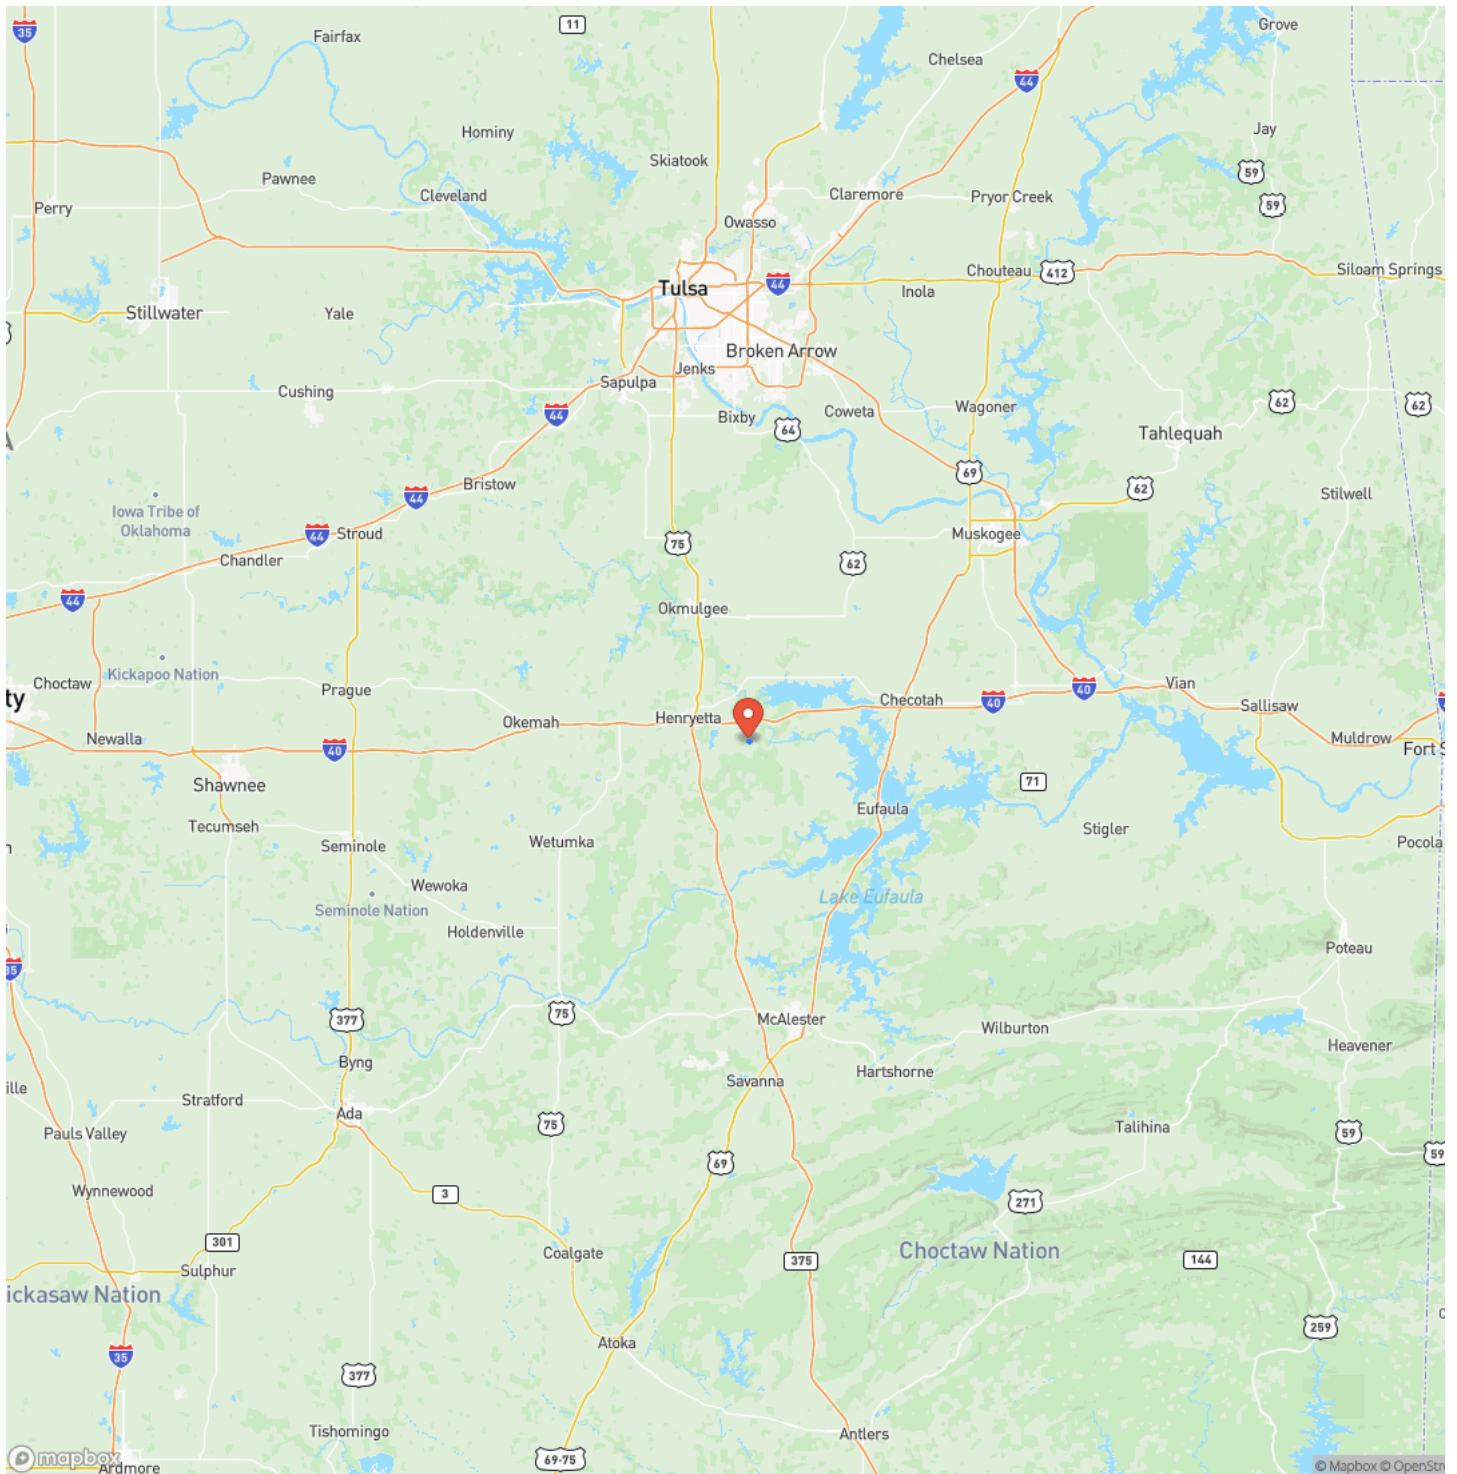 35
11
Fairfax
Grove
Chelsea
44
Hominy
Jay
Skiatook
59
Pawnee
Cleveland
Claremore
Pryor Creek
59
Perry
Owasso
Chouteau
412
Siloam Springs
Tulsa
44
Inola
Stillwater
Yale
Broken Arrow
Jenks
Sapulpa
Cushing
62
62
44
Bixby
Coweta
Wagoner
64
Tahlequah
69
Bristow
62
44
Stilwell
Iowa Tribe of
Oklahoma
44
Stroud
75
Muskogee
Chandler
62
44
Okmulgee
Kickapoo Nation
Choctaw
Prague
40
Vian
ty
Checotah
40
Sallisaw
Okemah
Henryetta
Newalla
40
Muldrow
Fort S
Shawnee
71
Eufaula
Tecumseh
Stigler
Seminole
Wetumka
Pocola
n
Wewoka
Lake Eufaula
Seminole Nation
Holdenville
Poteau
35
377
75
McAlester
Wilburton
Heavener
Byng
Hartshorne
Savanna
ille
Stratford
Ada
75
Talihina
Pauls Valley
59
59
69
Wynnewood
3
271
301
Coalgate
Choctaw Nation
375
144
Sulphur
ickasaw Nation
259
Atoka
35
377
Tishomingo
Antlers
69-75
mapbox
Ardmore
© Mapbox © OpenStre